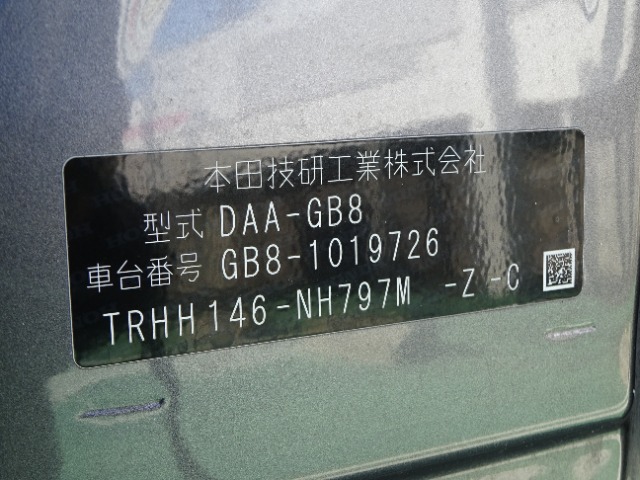 本田技研工業株式会社
型式 DAA-GB8
車台番号 GB8-1019726
TRHH146-NH797M -Z -C